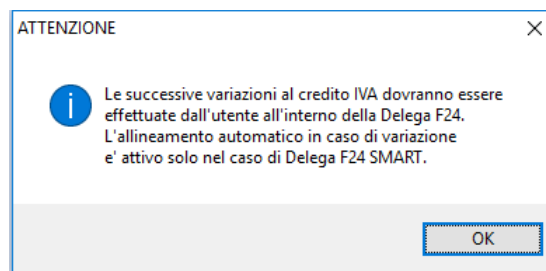 ATTENZIONE
Le successive variazioni al credito IVA dovranno essere
effettuate dall'utente all'interno della Delega F24.
L'allineamento automatico in caso di variazione
e' attivo solo nel caso di Delega F24 SMART.
OK